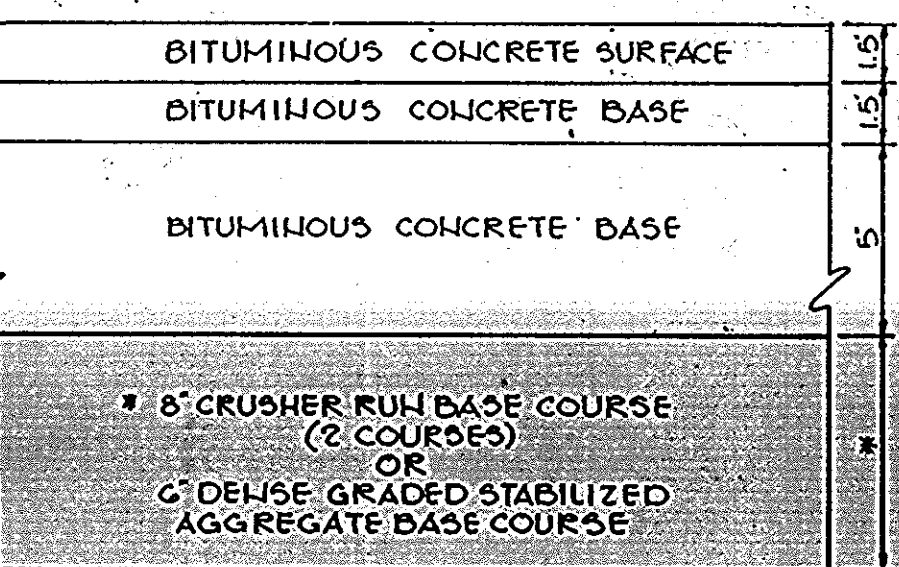 BITUMINOUS CONCRETE SURFACE
1.5"
BITUMINOUS CONCRETE BASE
1.5"
BITUMINOUS CONCRETE BASE
5"
* 8" CRUSHER RUN BASE COURSE
(2 COURSES)
OR
6" DENSE GRADED STABILIZED
AGGREGATE BASE COURSE
*